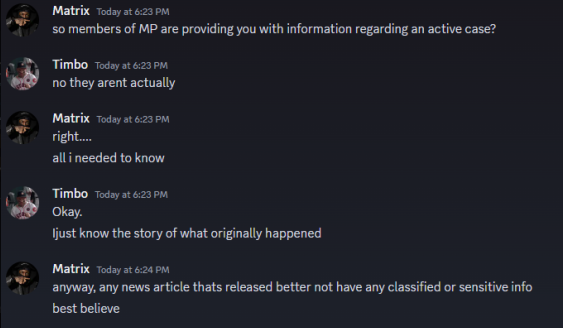 Matrix Today at 6:23 PM
so members of MP are providing you with information regarding an active case?
Timbo Today at 6:23 PM
no they arent actually
Matrix Today at 6:23 PM
right....
all i needed to know
Timbo Today at 6:23 PM
Okay.
Ijust know the story of what originally happened
Matrix Today at 6:24 PM
anyway, any news article thats released better not have any classified or sensitive info
best believe